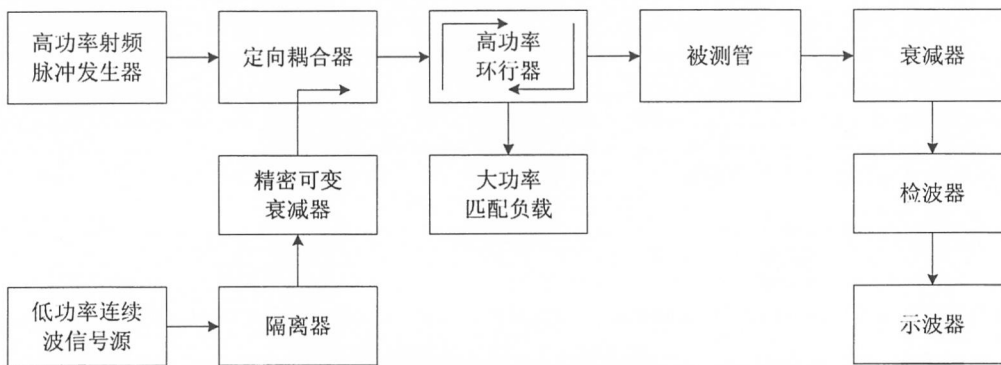 高功率射频
脉冲发生器
定向耦合器
高功率
环行器
被测管
衰减器
精密可变
衰减器
大功率
匹配负载
检波器
低功率连续
波信号源
隔离器
示波器